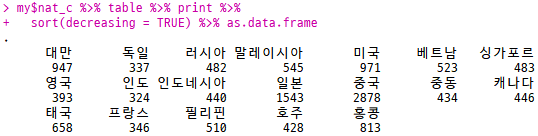 > my$nat_c %>% table %>% print %>%
+ sort(decreasing = TRUE) %>% as.data.frame
.
대만 독일 러시아 말레이시아 미국 베트남 싱가포르
947 337 482 545 971 523 483
영국 인도 인도네시아 일본 중국 중동 캐나다
393 324 440 1543 2878 434 446
태국 프랑스 필리핀 호주 홍콩
658 346 510 428 813